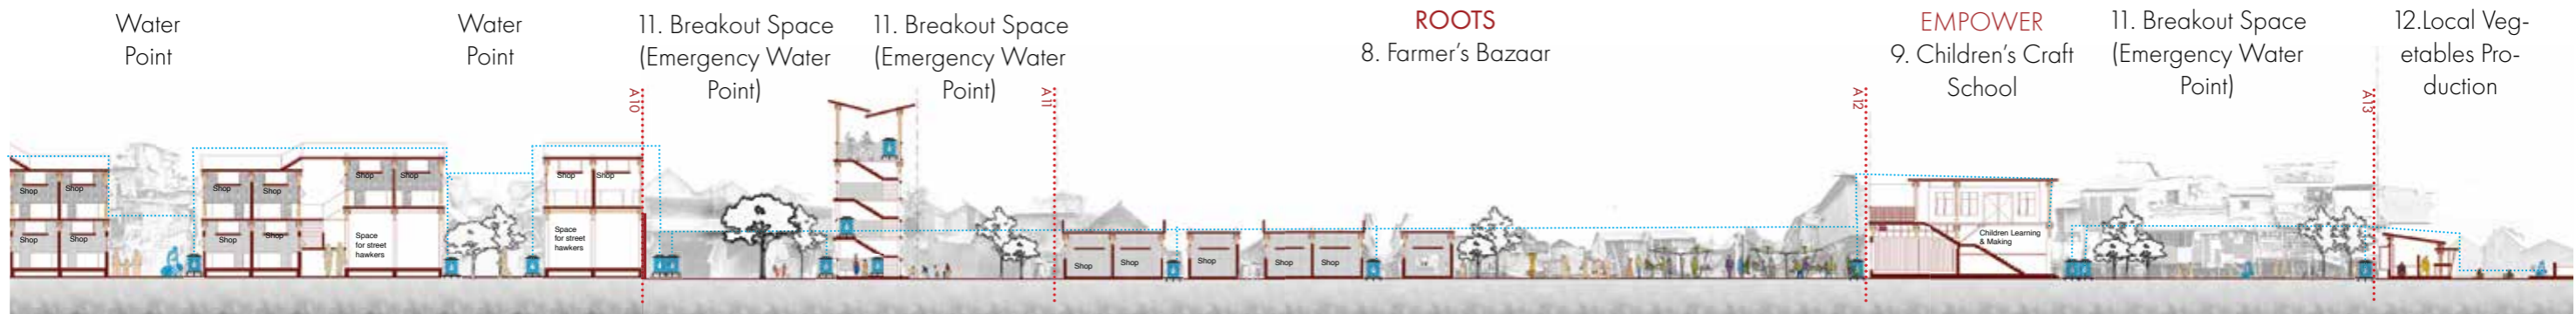 Water
Point
Water
Point
11. Breakout Space
(Emergency Water
Point)
11. Breakout Space
(Emergency Water
Point)
ROOTS
8. Farmer's Bazaar
EMPOWER
9. Children's Craft
School
11. Breakout Space
(Emergency Water
Point)
12.Local Veg-
etables Pro-
duction
A10
A11
A12
A13
Shop
Shop
Shop
Shop
Shop
Shop
Shop
Shop
Shop
Shop
Space
for street
hawkers
Shop
Shop
Space
for street
hawkers
Shop
Shop
Shop
Shop
Shop
Children Learning
& Making